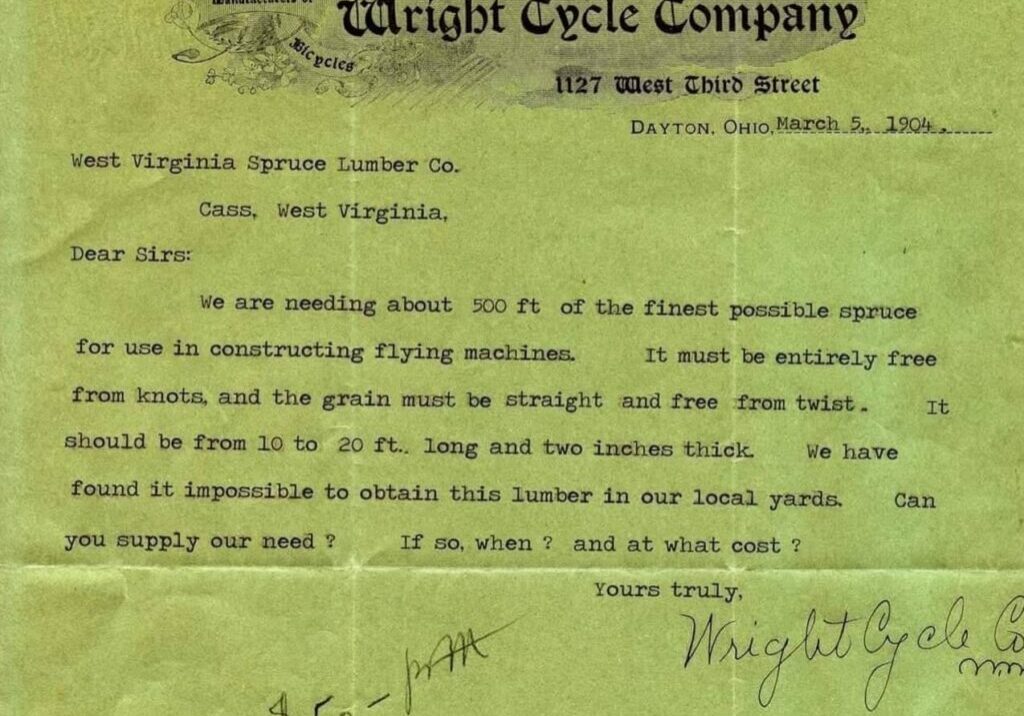 Manufacturers of
Bicycles
Wright Cycle Company
1127 West Third Street
DAYTON, OHIO, March 5, 1904.
West Virginia Spruce Lumber Co.
Cass, West Virginia,
Dear Sirs:
We are needing about 500 ft of the finest possible spruce
for use in constructing flying machines. It must be entirely free
from knots, and the grain must be straight and free from twist. It
should be from 10 to 20 ft.. long and two inches thick. We have
found it impossible to obtain this lumber in our local yards. Can
you supply our need ? If so, when ? and at what cost ?
Yours truly,
Wright Cycle Co